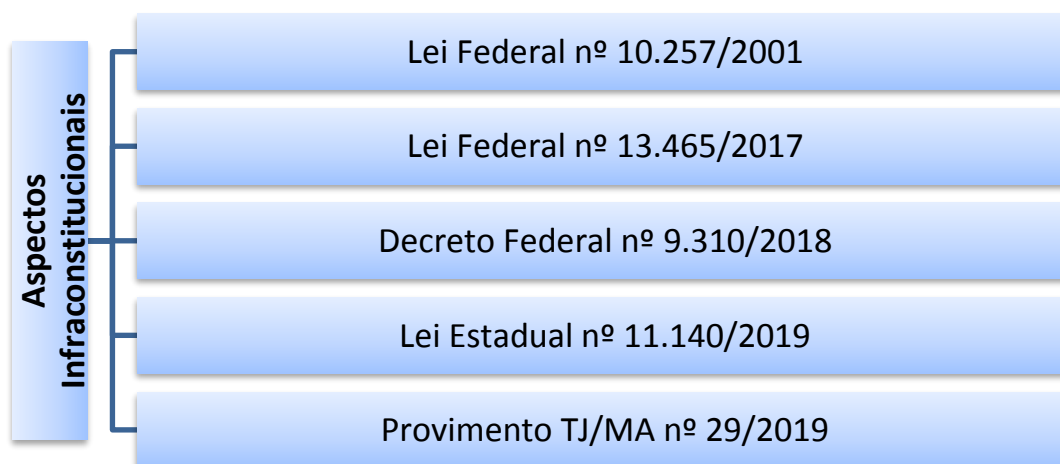 Aspectos
Infraconstitucionais
Lei Federal nº 10.257/2001
Lei Federal nº 13.465/2017
Decreto Federal nº 9.310/2018
Lei Estadual nº 11.140/2019
Provimento TJ/MA nº 29/2019